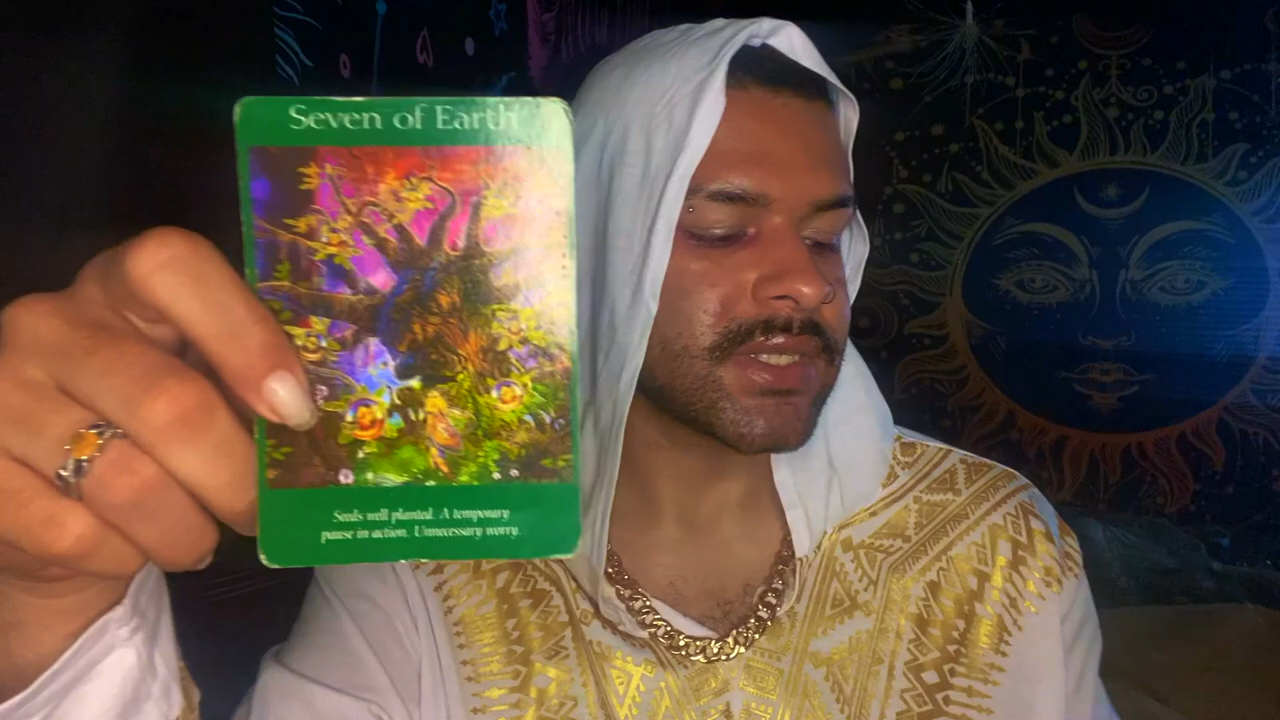 Seven of Earth
Seeds well planted. A temporary
pause in action. Unnecessary worry.